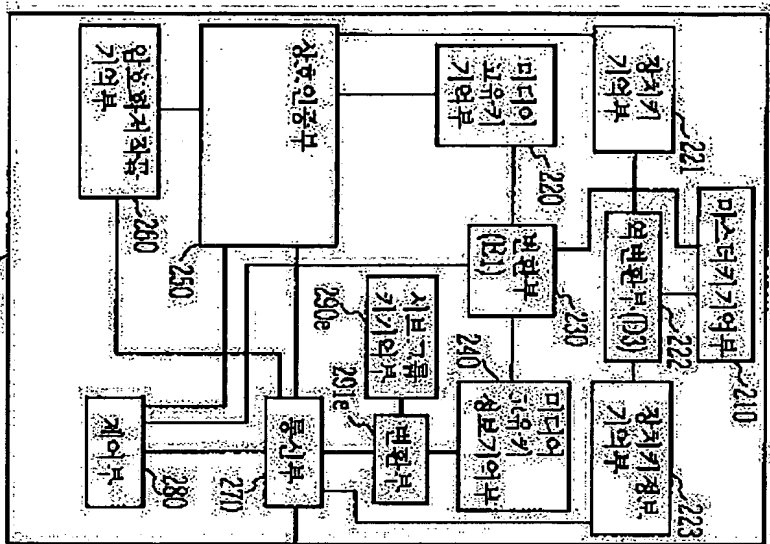 마스터키기억부
210
장치키
기억부
221
역변환부(D3)
222
장치키정보
기억부
223
미디어
고유키
기억부
220
변환부
(E1)
230
미디어
고유키
정보기억부
240
서브그룹
키기억부
290e
변환부
291e
상호인증부
250
통신부
270
암호화저작물
기억부
260
제어부
280